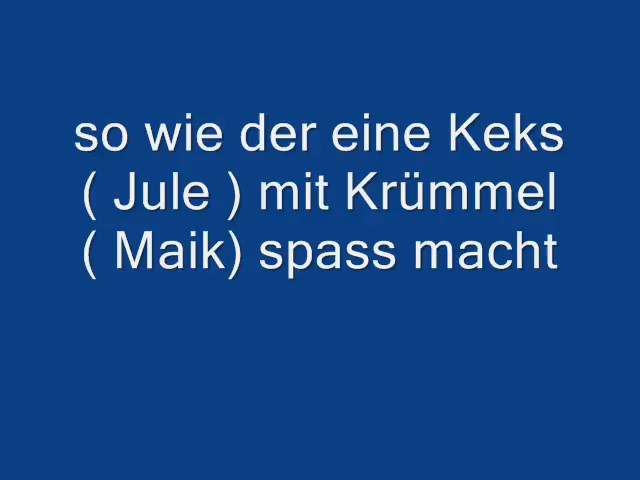 so wie der eine Keks
( Jule ) mit Krümmel
( Maik) spass macht